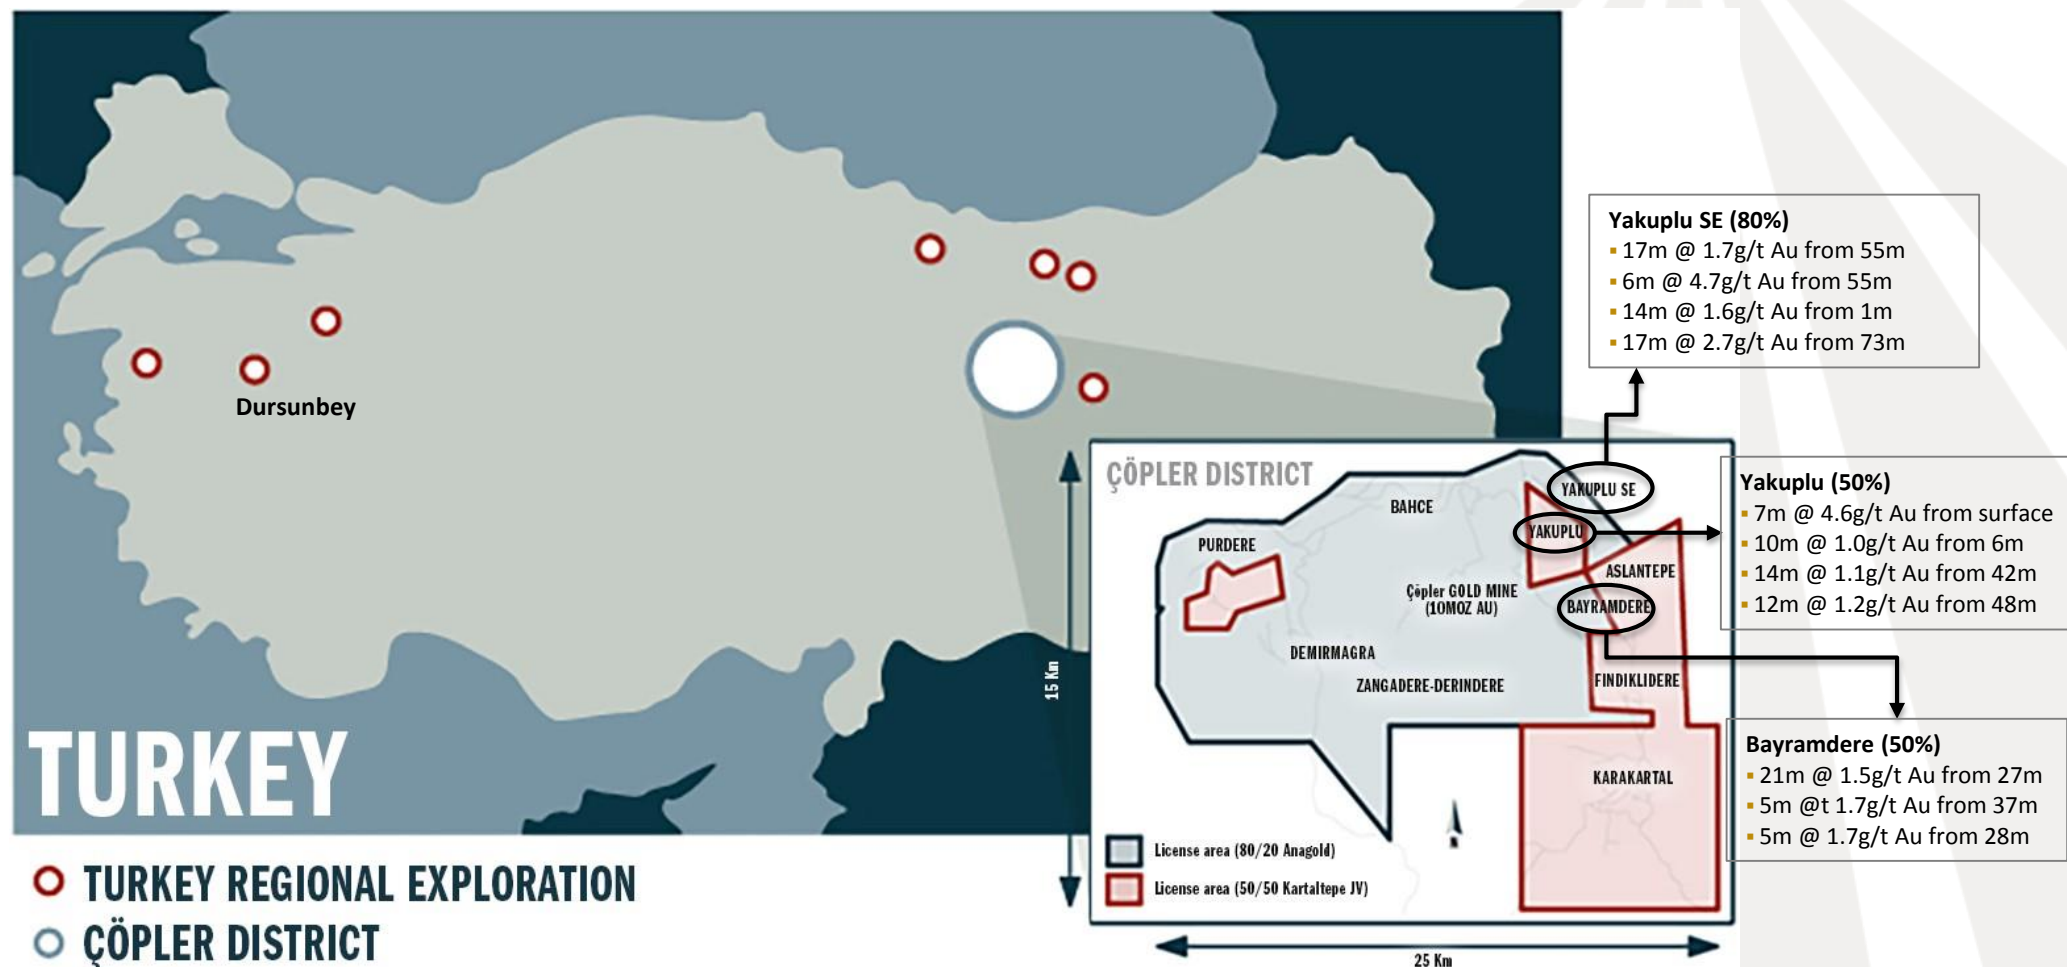 Dursunbey
TURKEY
TURKEY REGIONAL EXPLORATION
ÇÖPLER DISTRICT
ÇÖPLER DISTRICT
YAKUPLU SE
BAHCE
YAKUPLU
PURDERE
ASLANTEPE
Çöpler GOLD MINE
(10MOZ AU)
BAYRAMDERE
DEMIRMAGRA
FINDIKLIDERE
ZANGADERE-DERINDERE
KARAKARTAL
N
License area (80/20 Anagold)
License area (50/50 Kartaltepe JV)
15 Km
25 Km
Yakuplu SE (80%)
▪ 17m @ 1.7g/t Au from 55m
▪ 6m @ 4.7g/t Au from 55m
▪ 14m @ 1.6g/t Au from 1m
▪ 17m @ 2.7g/t Au from 73m
Yakuplu (50%)
▪ 7m @ 4.6g/t Au from surface
▪ 10m @ 1.0g/t Au from 6m
▪ 14m @ 1.1g/t Au from 42m
▪ 12m @ 1.2g/t Au from 48m
Bayramdere (50%)
▪ 21m @ 1.5g/t Au from 27m
▪ 5m @t 1.7g/t Au from 37m
▪ 5m @ 1.7g/t Au from 28m